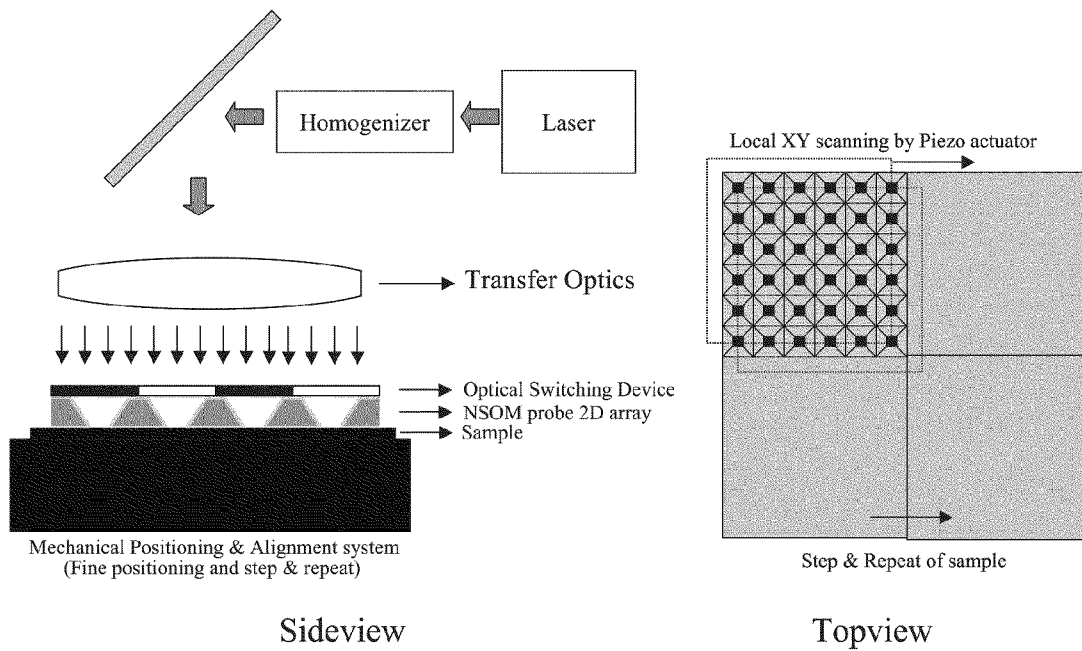 Homogenizer
Laser
Transfer Optics
Optical Switching Device
NSOM probe 2D array
Sample
Mechanical Positioning & Alignment system
(Fine positioning and step & repeat)
Sideview
Local XY scanning by Piezo actuator
Step & Repeat of sample
Topview